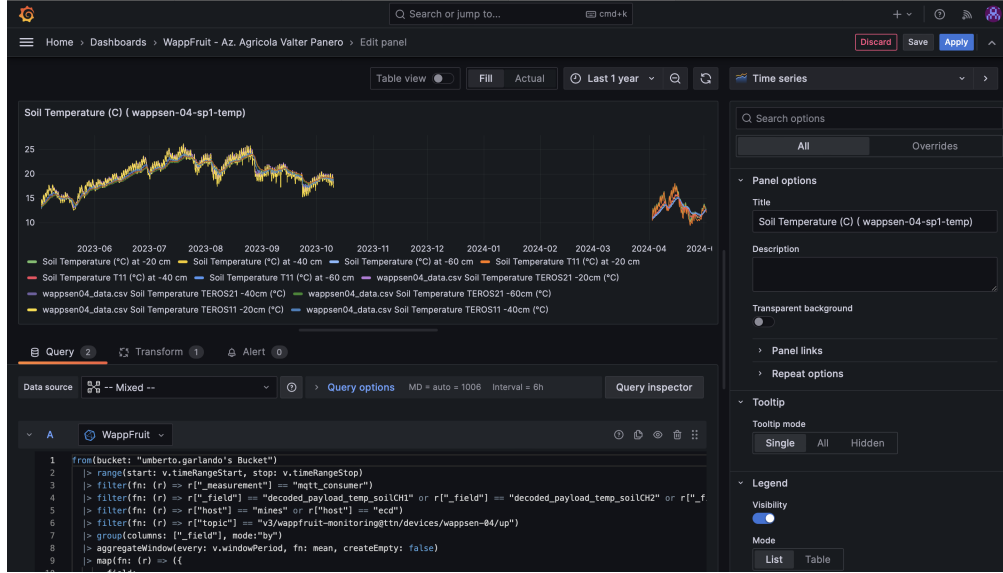 Search or jump to... cmd+k
Home › Dashboards › WappFruit - Az. Agricola Valter Panero › Edit panel
Discard Save Apply
Table view Fill Actual Last 1 year
Time series
Soil Temperature (C) ( wappsen-04-sp1-temp)
25
20
15
10
2023-06 2023-07 2023-08 2023-09 2023-10 2023-11 2023-12 2024-01 2024-02 2024-03 2024-04 2024-
Soil Temperature (°C) at -20 cm Soil Temperature (°C) at -40 cm Soil Temperature (°C) at -60 cm Soil Temperature T11 (°C) at -20 cm
Soil Temperature T11 (°C) at -40 cm Soil Temperature T11 (°C) at -60 cm wappsen04_data.csv Soil Temperature TEROS21 -20cm (°C)
wappsen04_data.csv Soil Temperature TEROS21 -40cm (°C) wappsen04_data.csv Soil Temperature TEROS21 -60cm (°C)
wappsen04_data.csv Soil Temperature TEROS11 -20cm (°C) wappsen04_data.csv Soil Temperature TEROS11 -40cm (°C)
Query 2 Transform 1 Alert 0
Data source -- Mixed -- › Query options MD = auto = 1006 Interval = 6h Query inspector
A WappFruit
1 from(bucket: "umberto.garlando's Bucket")
2 |> range(start: v.timeRangeStart, stop: v.timeRangeStop)
3 |> filter(fn: (r) => r["_measurement"] == "mqtt_consumer")
4 |> filter(fn: (r) => r["_field"] == "decoded_payload_temp_soilCH1" or r["_field"] == "decoded_payload_temp_soilCH2" or r["_f
5 |> filter(fn: (r) => r["host"] == "mines" or r["host"] == "ecd")
6 |> filter(fn: (r) => r["topic"] == "v3/wappfruit-monitoring@ttn/devices/wappsen-04/up")
7 |> group(columns: ["_field"], mode:"by")
8 |> aggregateWindow(every: v.windowPeriod, fn: mean, createEmpty: false)
9 |> map(fn: (r) => ({
Search options
All Overrides
Panel options
Title
Soil Temperature (C) ( wappsen-04-sp1-temp)
Description
Transparent background
Panel links
Repeat options
Tooltip
Tooltip mode
Single All Hidden
Legend
Visibility
Mode
List Table